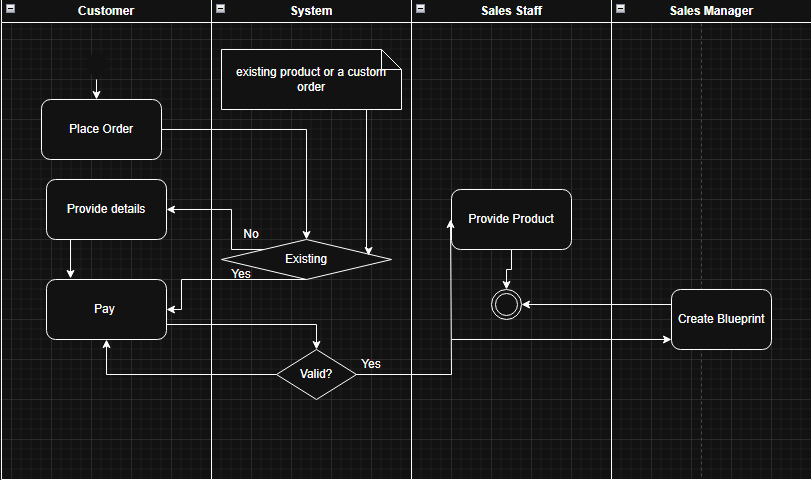 Customer
System
Sales Staff
Sales Manager
existing product or a custom
order
Place Order
Provide details
No
Existing
Yes
Provide Product
Pay
Create Blueprint
Valid?
Yes